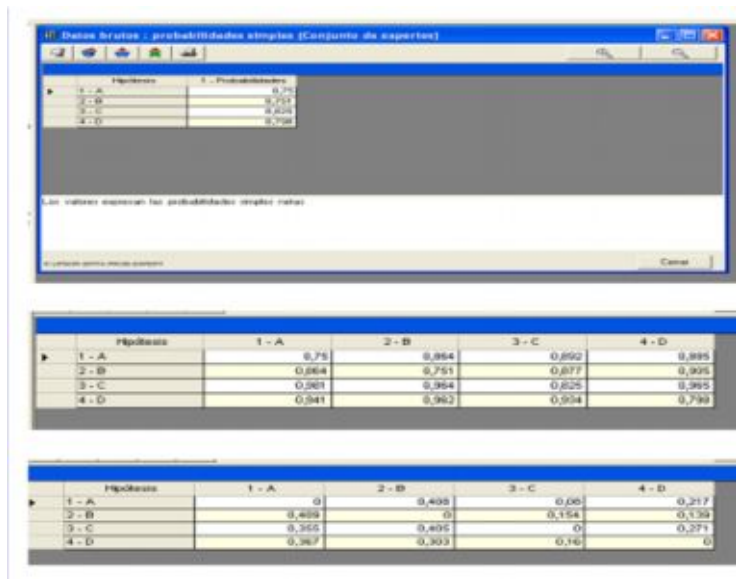 Datos brutos : probabilidades simples (Conjunto de expertos)
Hipótesis 1 - Probabilidades
1 - A 0,75
2 - B 0,751
3 - C 0,825
4 - D 0,798
Los valores expresan las probabilidades simples netas
Cerrar
Hipótesis 1 - A 2 - B 3 - C 4 - D
1 - A 0,75 0,864 0,892 0,885
2 - B 0,864 0,751 0,877 0,905
3 - C 0,981 0,964 0,825 0,965
4 - D 0,941 0,962 0,934 0,798
Hipótesis 1 - A 2 - B 3 - C 4 - D
1 - A 0 0,408 0,08 0,217
2 - B 0,409 0 0,154 0,139
3 - C 0,355 0,405 0 0,271
4 - D 0,367 0,303 0,16 0